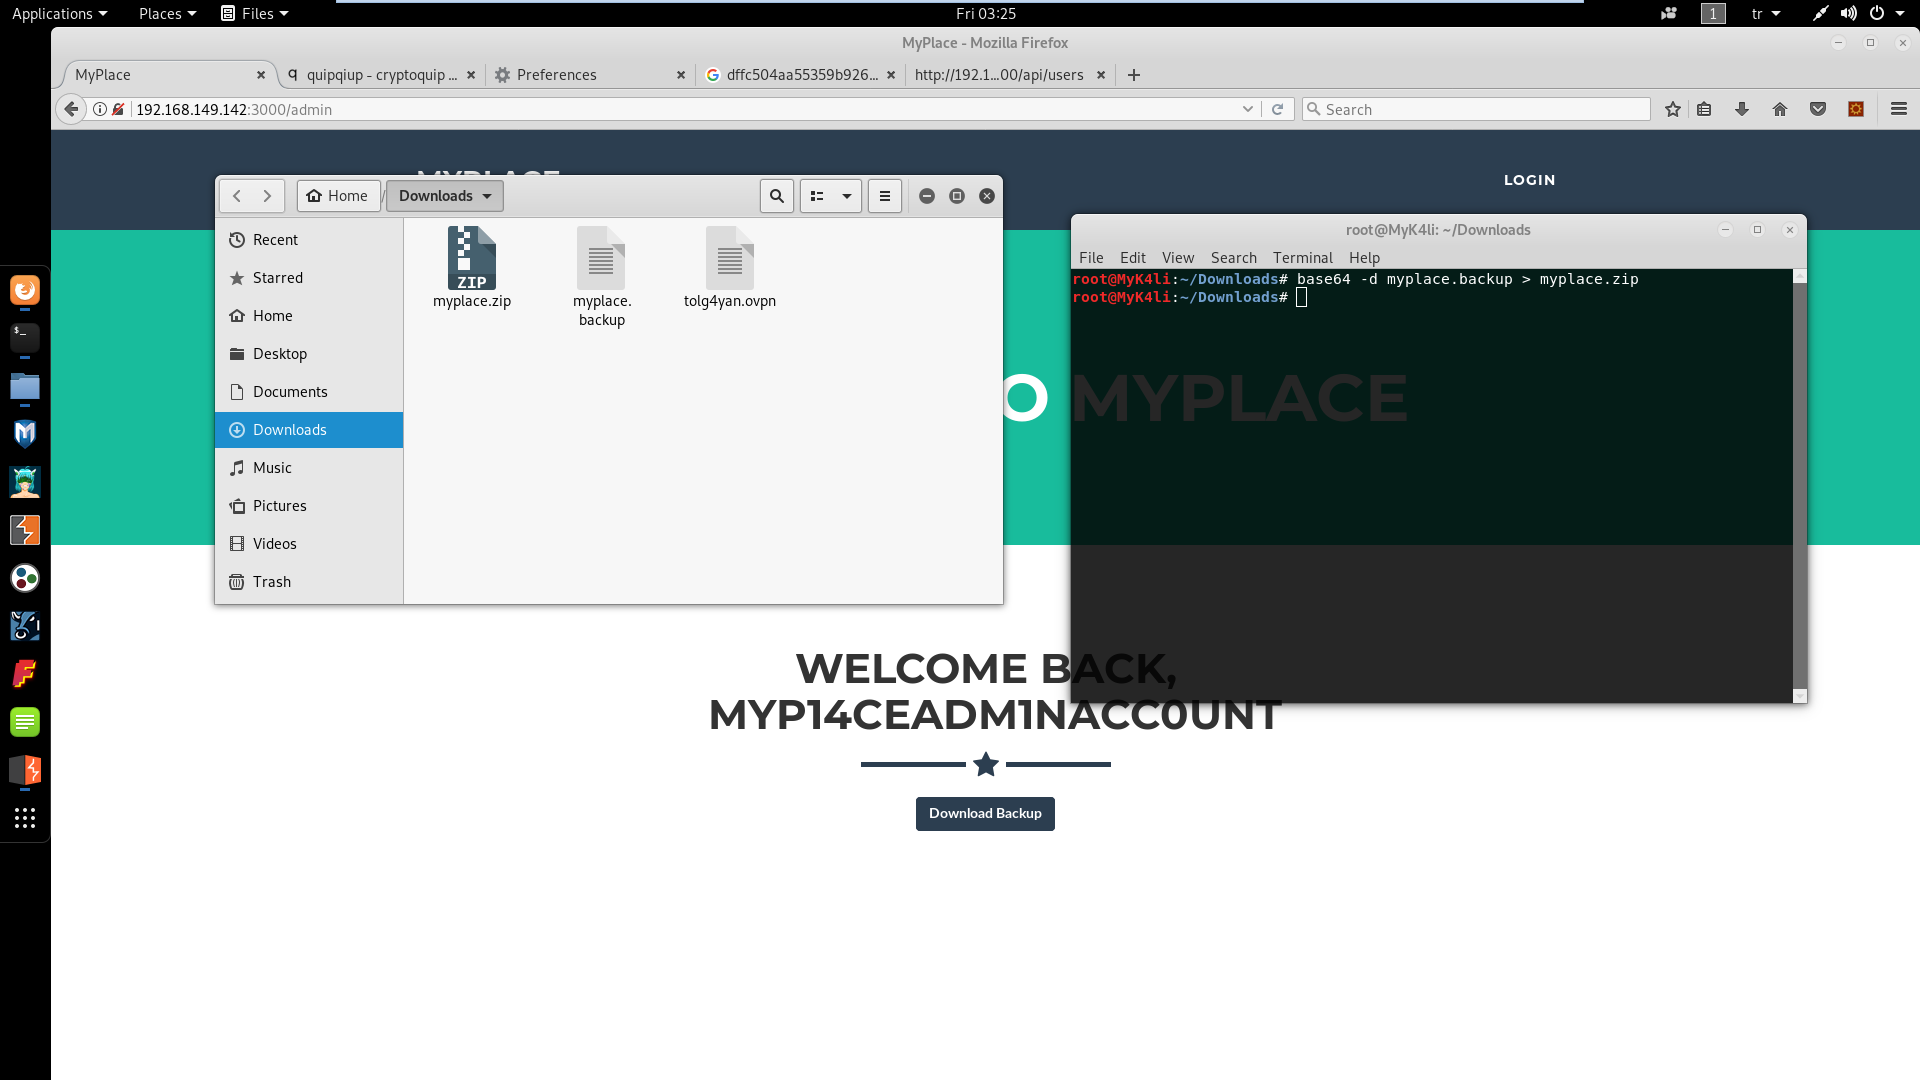 Applications Places Files Fri 03:25 1 tr
MyPlace - Mozilla Firefox
MyPlace quipqiup - cryptoquip ... Preferences dffc504aa55359b926... http://192.1...00/api/users
192.168.149.142:3000/admin Search
MYPLACE LOGIN
Home / Downloads
Recent
Starred
Home
Desktop
Documents
Downloads
Music
Pictures
Videos
Trash
ZIP
myplace.zip
myplace.
backup
tolg4yan.ovpn
root@MyK4li: ~/Downloads
File Edit View Search Terminal Help
root@MyK4li:~/Downloads# base64 -d myplace.backup > myplace.zip
root@MyK4li:~/Downloads#
O MYPLACE
WELCOME BACK,
MYP14CEADM1NACC0UNT
Download Backup